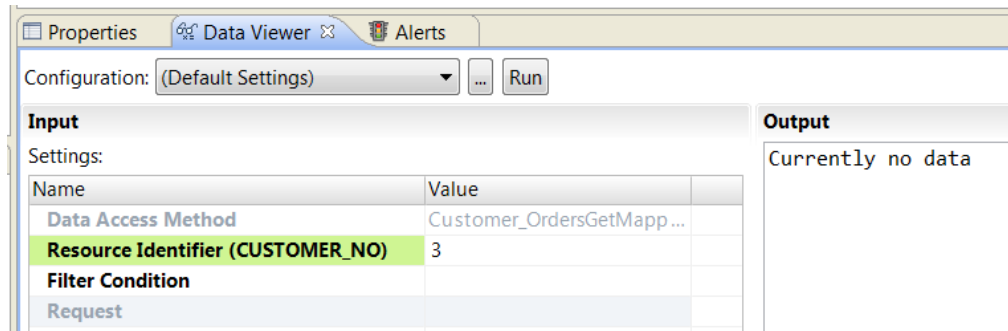 Properties Data Viewer Alerts
Configuration: (Default Settings) ... Run
Input Output
Settings: Currently no data
Name Value
Data Access Method Customer_OrdersGetMapp...
Resource Identifier (CUSTOMER_NO) 3
Filter Condition
Request